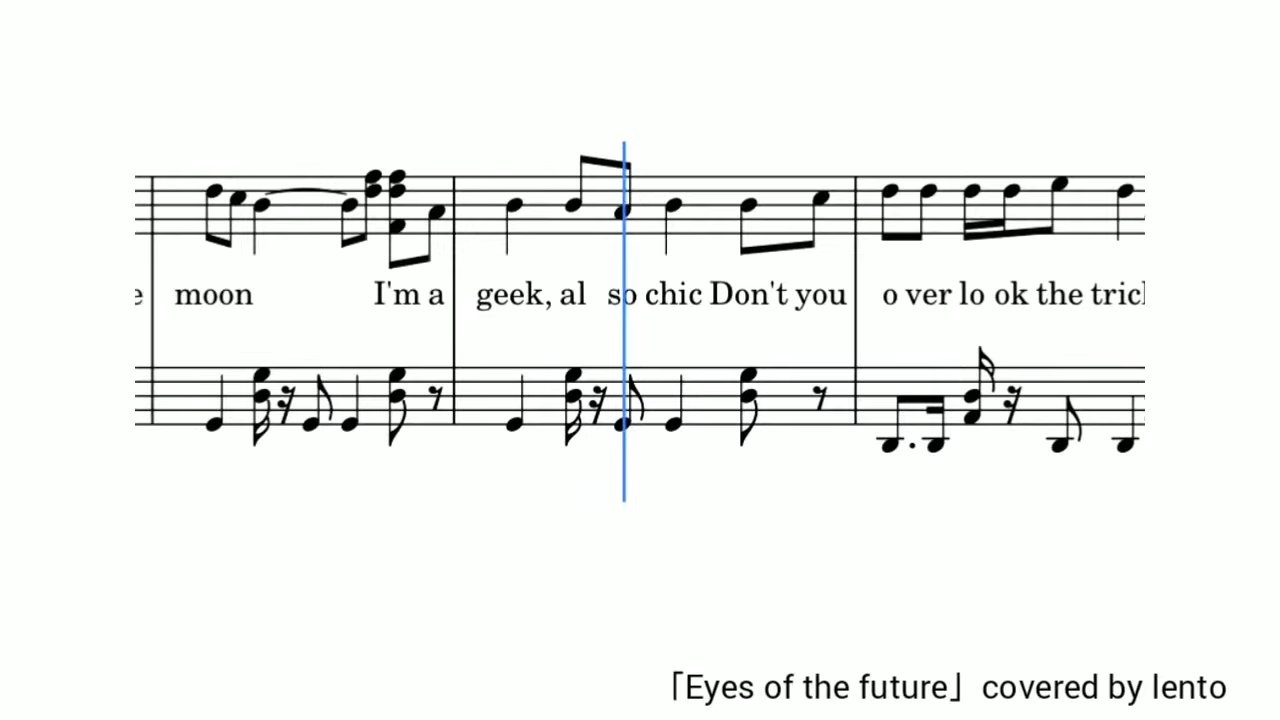 moon I'm a geek, al so chic Don't you o ver lo ok the
「Eyes of the future」 covered by lento